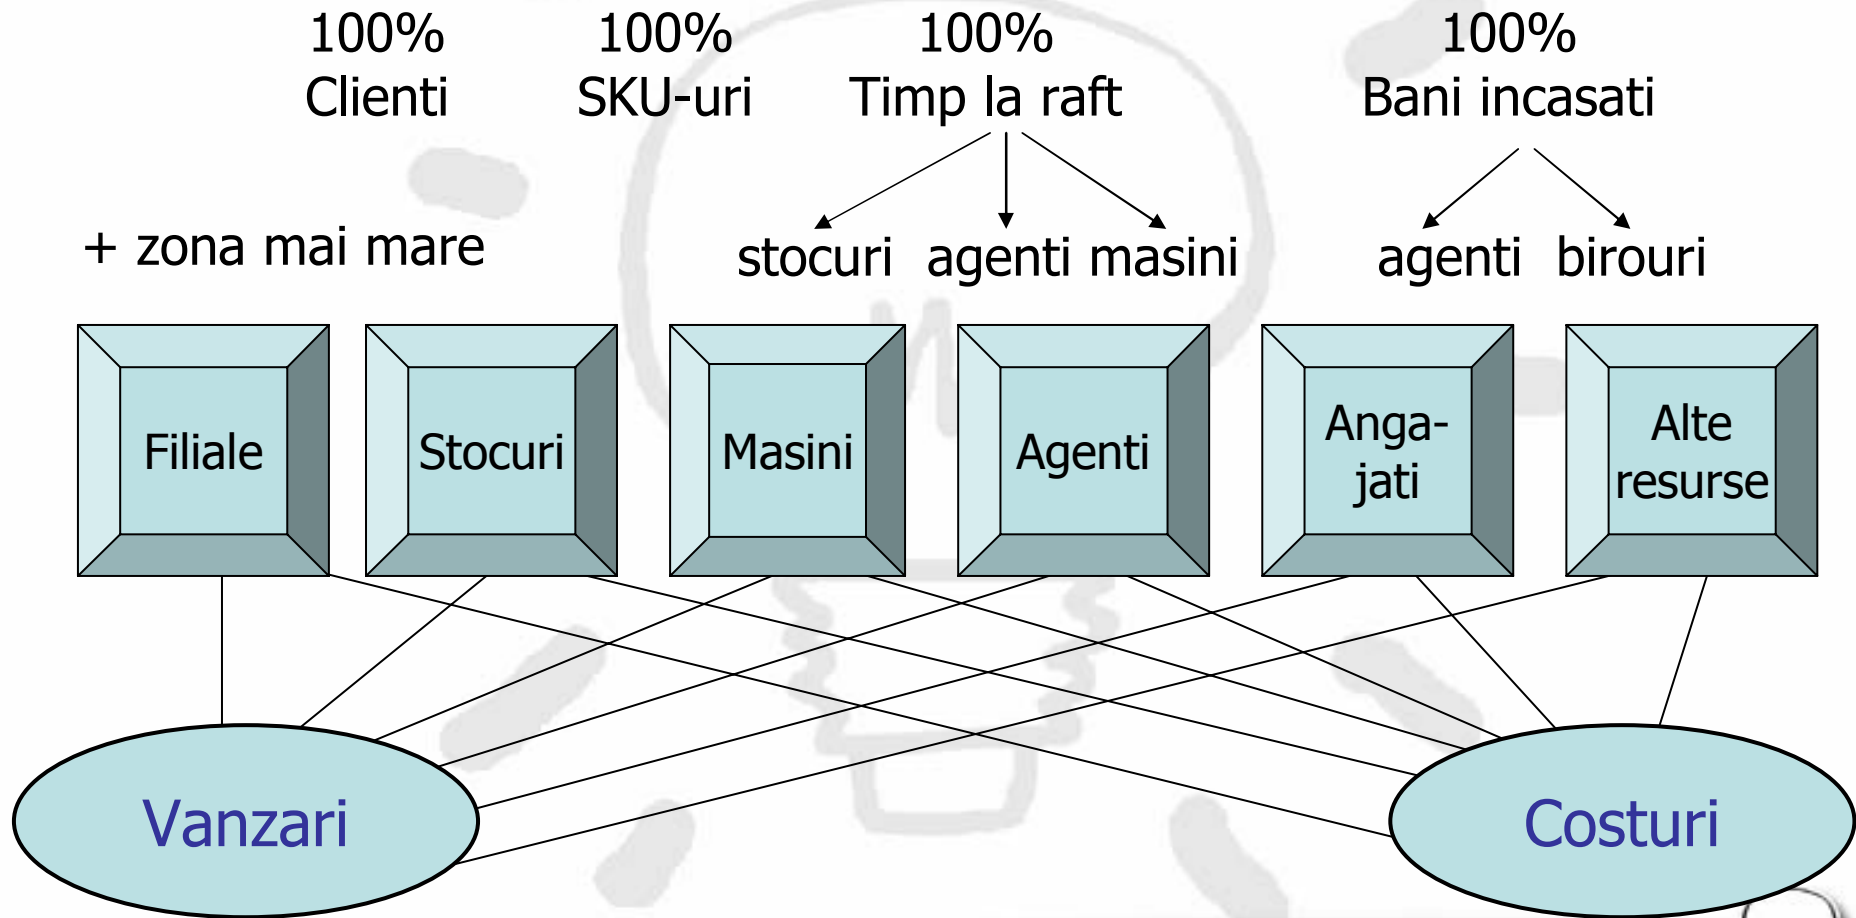 100% 100% 100% 100%
Clienti SKU-uri Timp la raft Bani incasati
+ zona mai mare stocuri agenti masini agenti birouri
Filiale Stocuri Masini Agenti Anga-
jati Alte
resurse
Vanzari Costuri